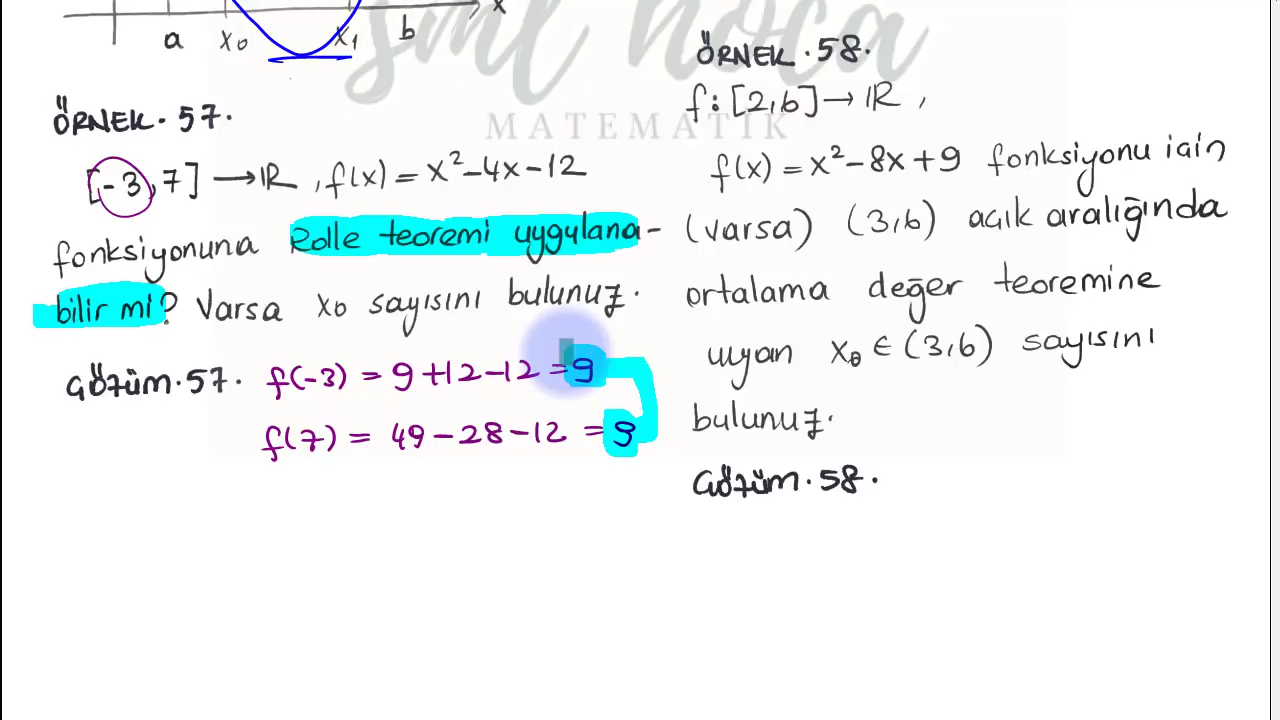 a x₀ x₁ b x
ÖRNEK. 57.
[-3,7] → IR , f(x) = x²-4x-12
fonksiyonuna Rolle teoremi uygulana-
bilir mi? Varsa x₀ sayısını bulunuz.
Çözüm.57. f(-3) = 9+12-12 = 9
f(7) = 49-28-12 = 9
sml hoca
MATEMATİK
ÖRNEK.58.
f: [2,6] → IR ,
f(x) = x²-8x+9 fonksiyonu için
(varsa) (3,6) açık aralığında
ortalama değer teoremine
uyan x₀ ∈ (3,6) sayısını
bulunuz.
Çözüm.58.